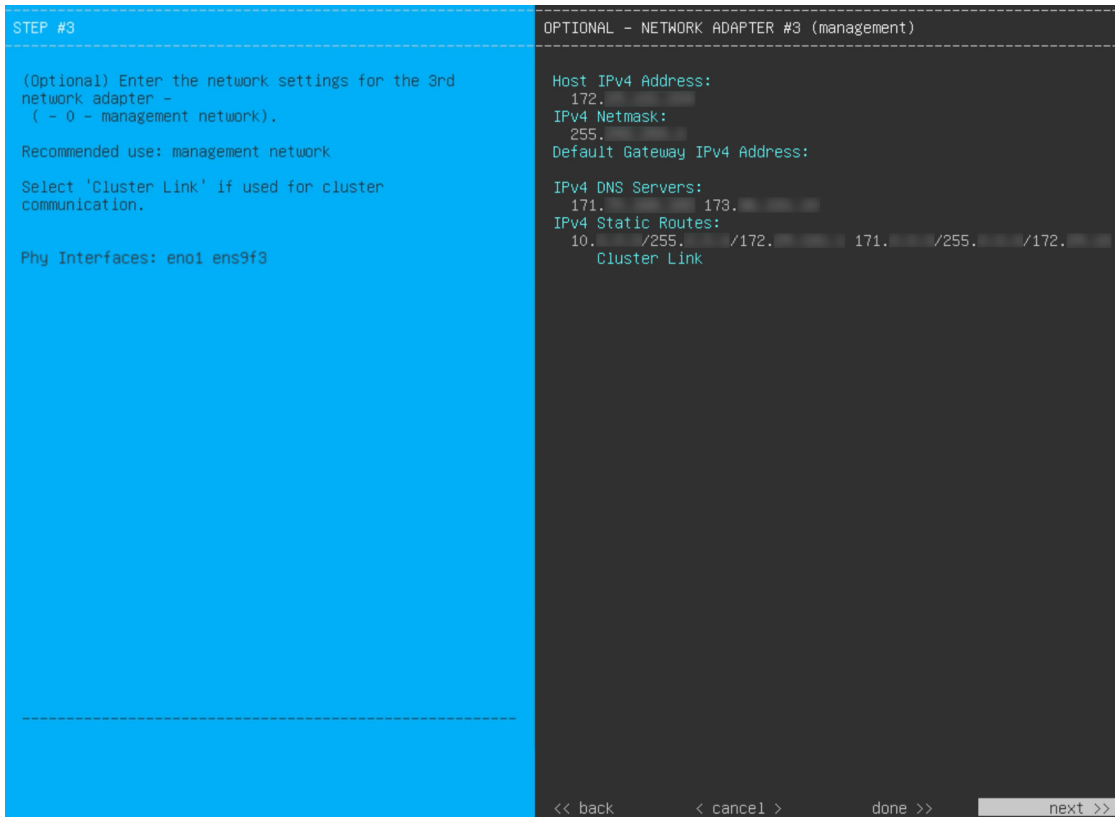 STEP #3
(Optional) Enter the network settings for the 3rd
network adapter -
( - 0 - management network).
Recommended use: management network
Select 'Cluster Link' if used for cluster
communication.
Phy Interfaces: eno1 ens9f3
OPTIONAL - NETWORK ADAPTER #3 (management)
Host IPv4 Address:
172.
IPv4 Netmask:
255.
Default Gateway IPv4 Address:
IPv4 DNS Servers:
171. 173.
IPv4 Static Routes:
10. /255. /172. 171. /255. /172.
Cluster Link
<< back < cancel > done >> next >>